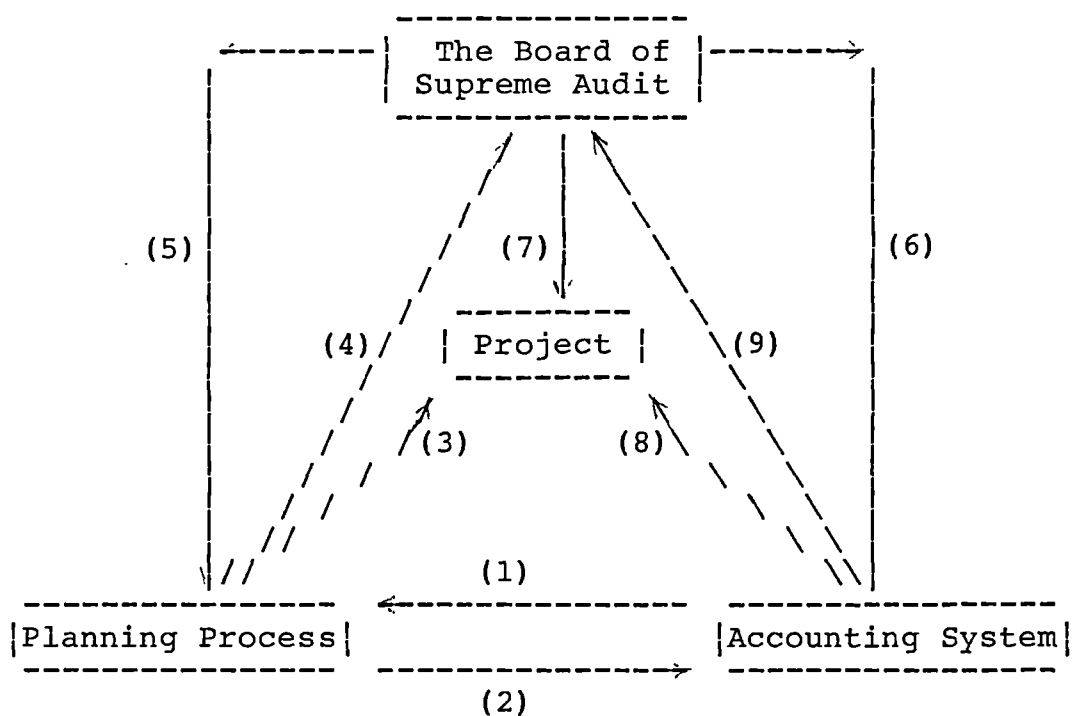 The Board of
Supreme Audit
(5)
(7)
(6)
(4)
Project
(9)
(3)
(8)
(1)
Planning Process
Accounting System
(2)